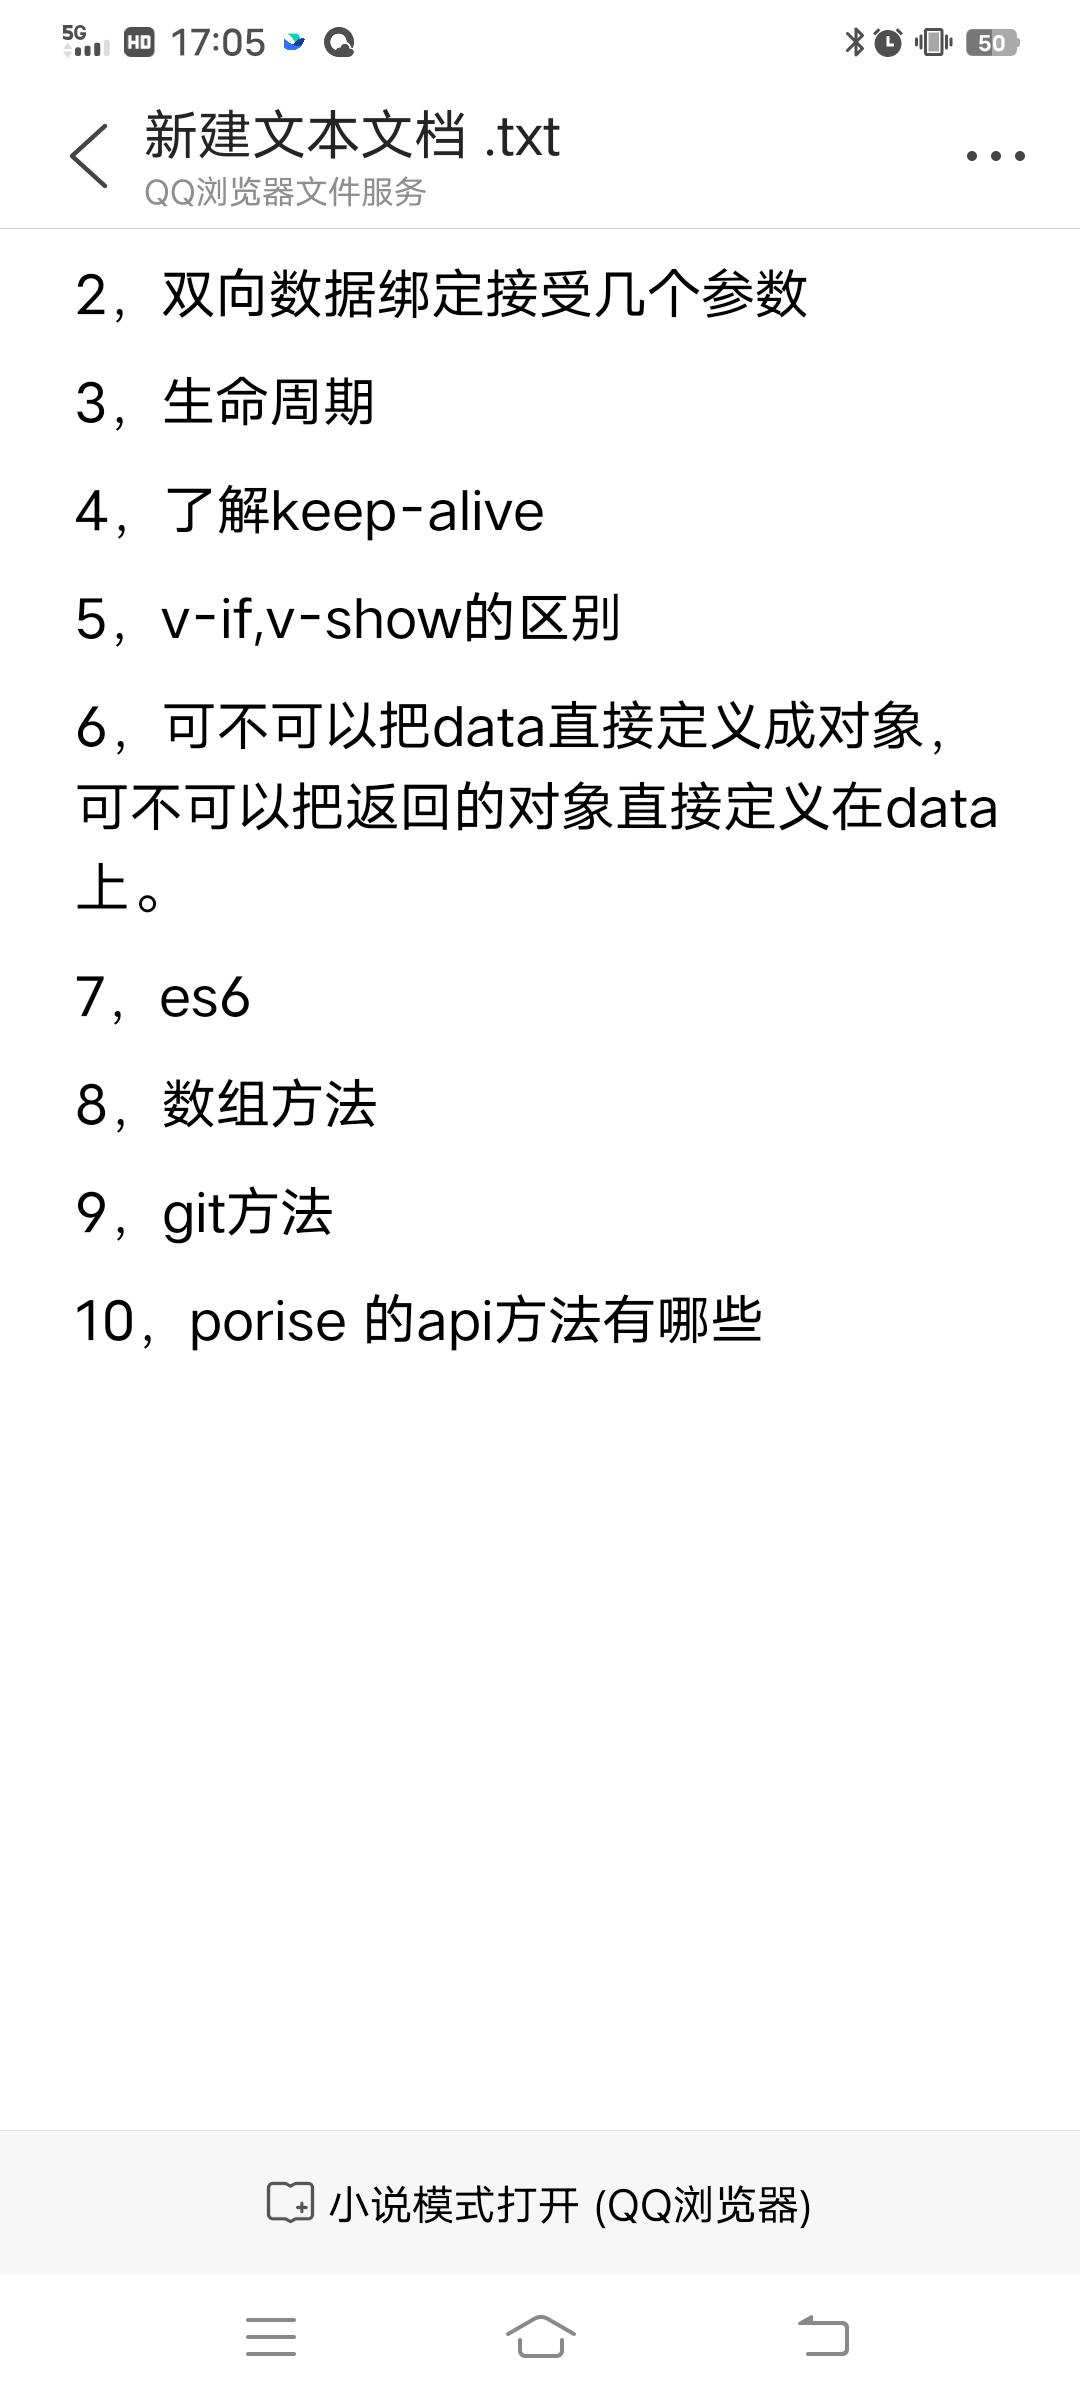 5G HD 17:05 50
新建文本文档 .txt
QQ浏览器文件服务
2，双向数据绑定接受几个参数
3，生命周期
4，了解keep-alive
5，v-if,v-show的区别
6，可不可以把data直接定义成对象，
可不可以把返回的对象直接定义在data
上。
7，es6
8，数组方法
9，git方法
10，porise 的api方法有哪些
小说模式打开 (QQ浏览器)